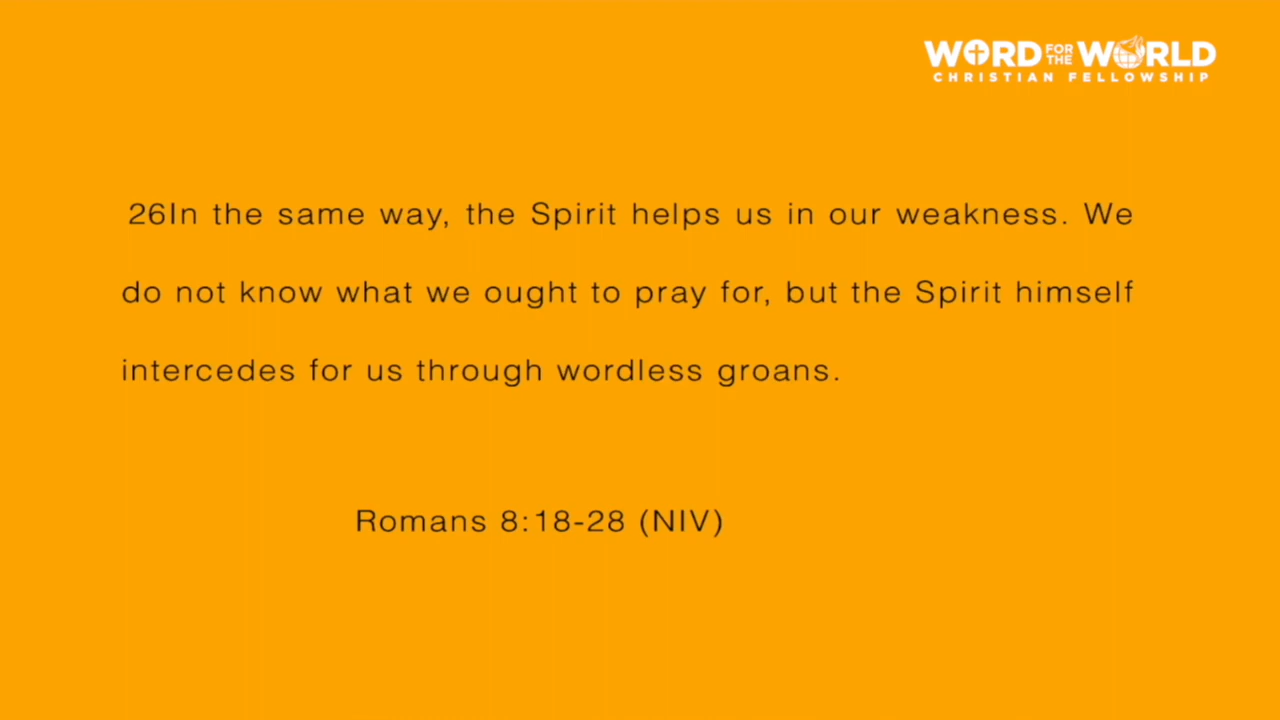 WORD FOR THE WORLD
CHRISTIAN FELLOWSHIP
26In the same way, the Spirit helps us in our weakness. We
do not know what we ought to pray for, but the Spirit himself
intercedes for us through wordless groans.
Romans 8:18-28 (NIV)